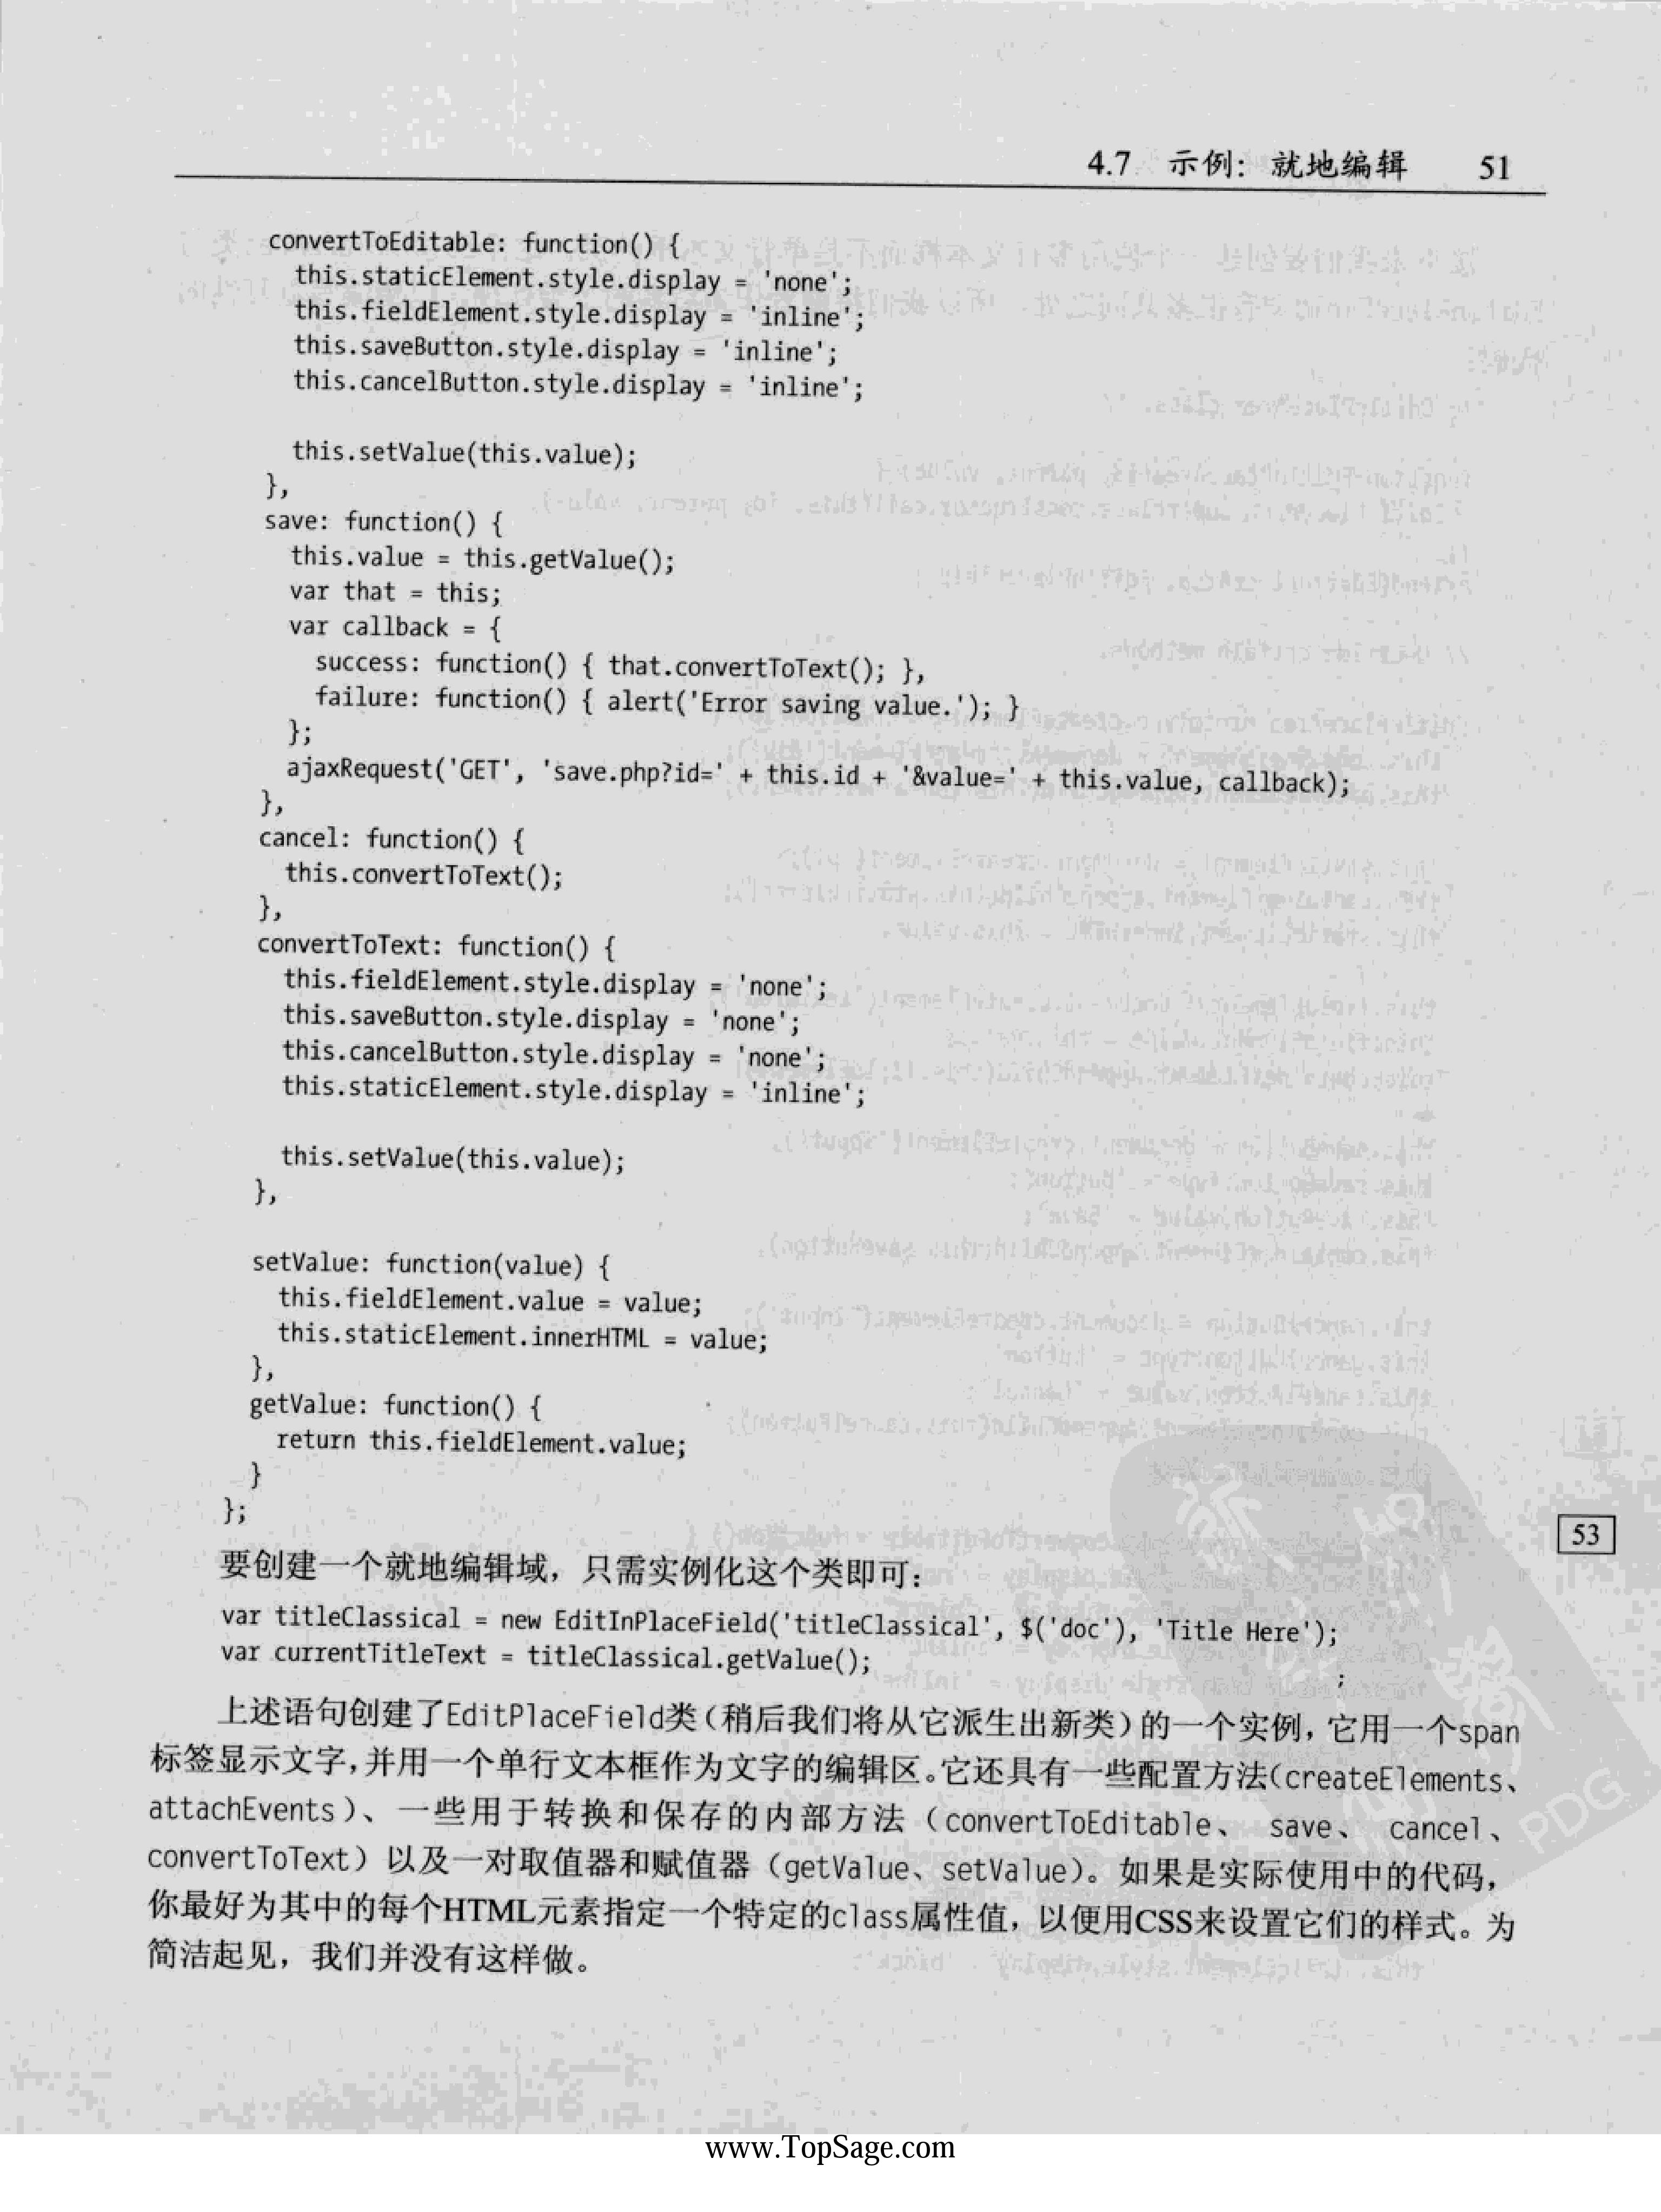 4.7 示例：就地编辑 51
convertToEditable: function() {
this.staticElement.style.display = 'none';
this.fieldElement.style.display = 'inline';
this.saveButton.style.display = 'inline';
this.cancelButton.style.display = 'inline';
this.setValue(this.value);
},
save: function() {
this.value = this.getValue();
var that = this;
var callback = {
success: function() { that.convertToText(); },
failure: function() { alert('Error saving value.'); }
};
ajaxRequest('GET', 'save.php?id=' + this.id + '&value=' + this.value, callback);
},
cancel: function() {
this.convertToText();
},
convertToText: function() {
this.fieldElement.style.display = 'none';
this.saveButton.style.display = 'none';
this.cancelButton.style.display = 'none';
this.staticElement.style.display = 'inline';
this.setValue(this.value);
},
setValue: function(value) {
this.fieldElement.value = value;
this.staticElement.innerHTML = value;
},
getValue: function() {
return this.fieldElement.value;
}
};
53
要创建一个就地编辑域，只需实例化这个类即可：
var titleClassical = new EditInPlaceField('titleClassical', $('doc'), 'Title Here');
var currentTitleText = titleClassical.getValue();
上述语句创建了EditPlaceField类（稍后我们将从它派生出新类）的一个实例，它用一个span
标签显示文字，并用一个单行文本框作为文字的编辑区。它还具有一些配置方法（createElements、
attachEvents）、一些用于转换和保存的内部方法（convertToEditable、 save、 cancel、
convertToText）以及一对取值器和赋值器（getValue、setValue）。如果是实际使用中的代码，
你最好为其中的每个HTML元素指定一个特定的class属性值，以便用CSS来设置它们的样式。为
简洁起见，我们并没有这样做。
PDG
www.TopSage.com